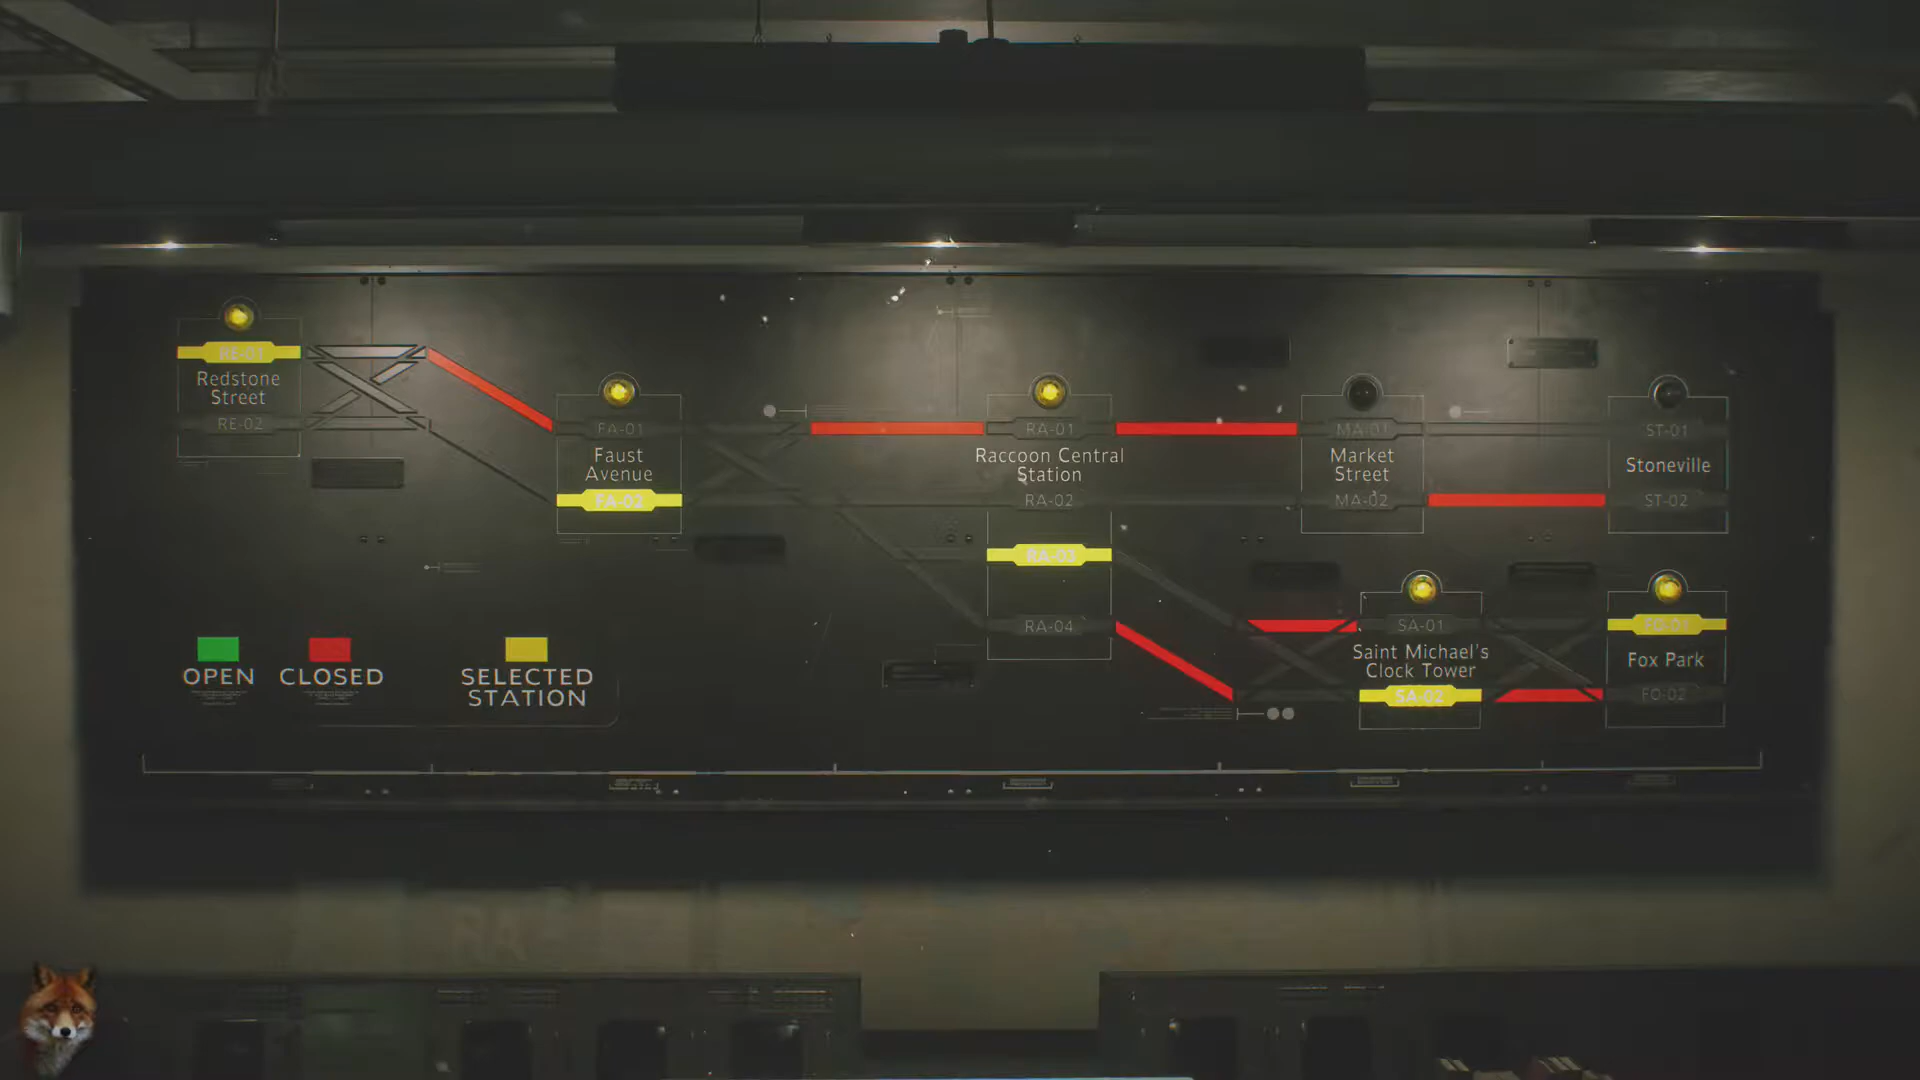 RE-01
Redstone
Street
RE-02
FA-01
Faust
Avenue
FA-02
RA-01
Raccoon Central
Station
RA-02
RA-03
RA-04
MA-01
Market
Street
MA-02
ST-01
Stoneville
ST-02
SA-01
Saint Michael's
Clock Tower
SA-02
FO-01
Fox Park
FO-02
OPEN
CLOSED
SELECTED
STATION